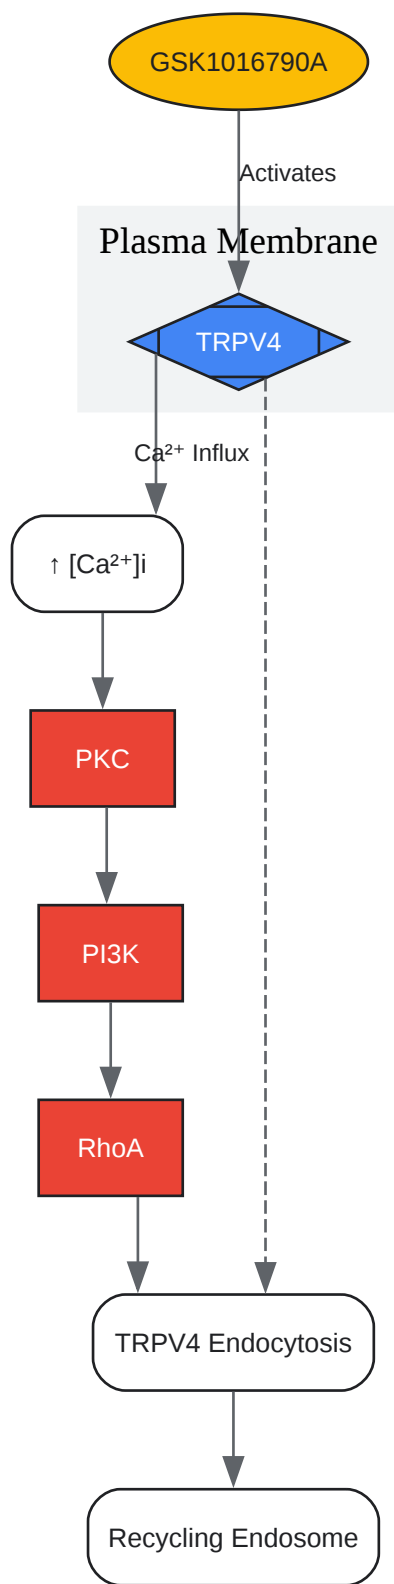 GSK1016790A
Activates
Plasma Membrane
TRPV4
Ca²⁺ Influx
↑ [Ca²⁺]i
PKC
PI3K
RhoA
TRPV4 Endocytosis
Recycling Endosome